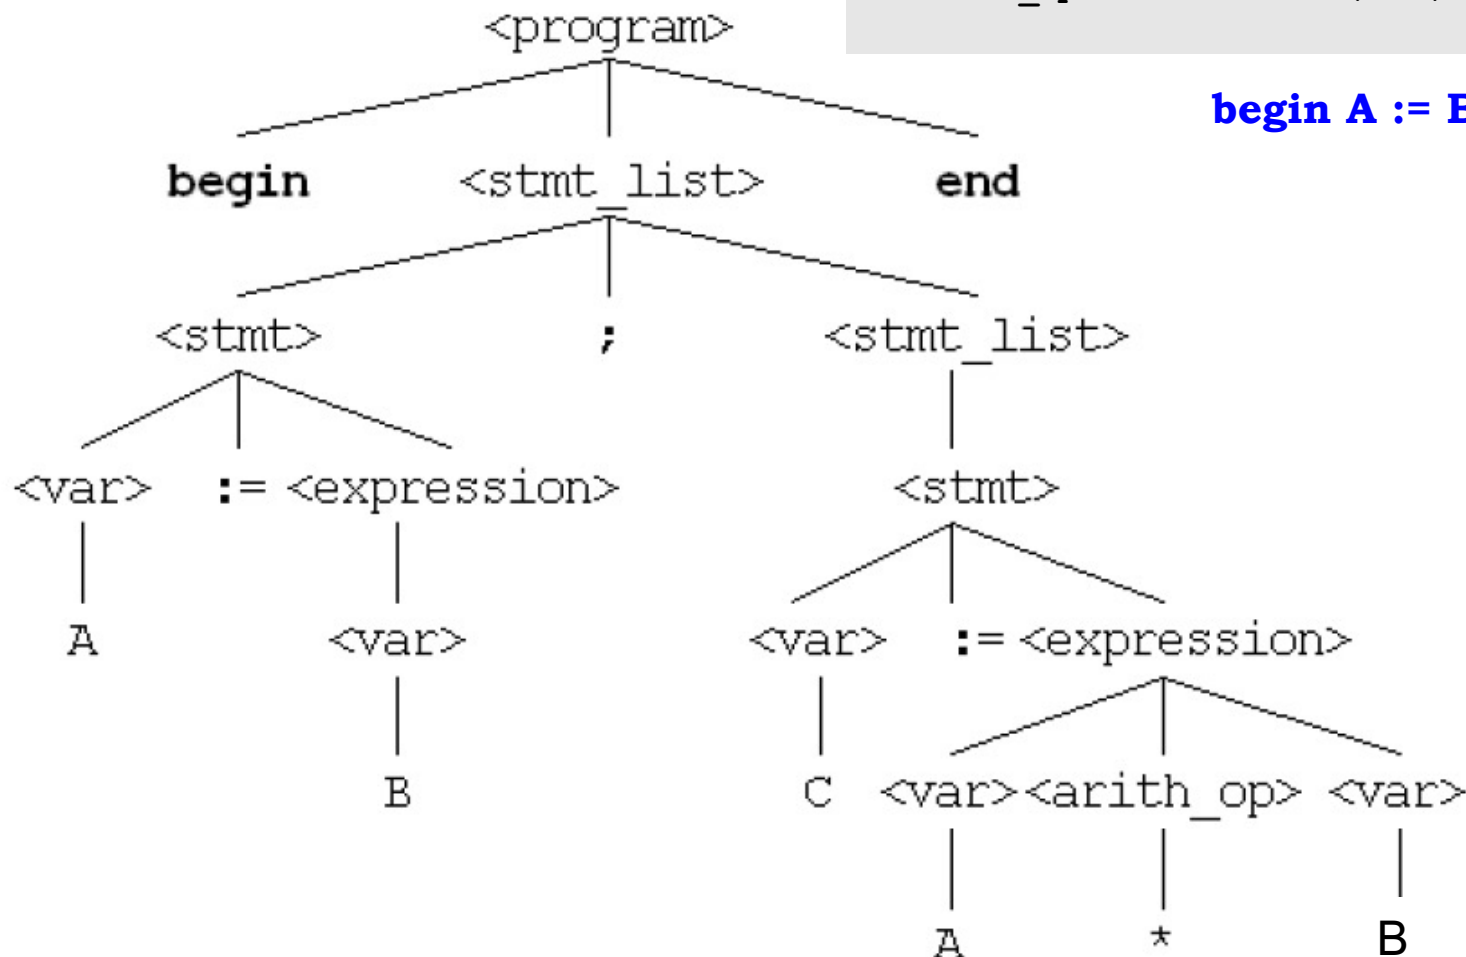 <program>
begin A := B
begin <stmt_list> end
<stmt> ; <stmt_list>
<var> := <expression> <stmt>
A <var> <var> := <expression>
B C <var> <arith_op> <var>
A * B